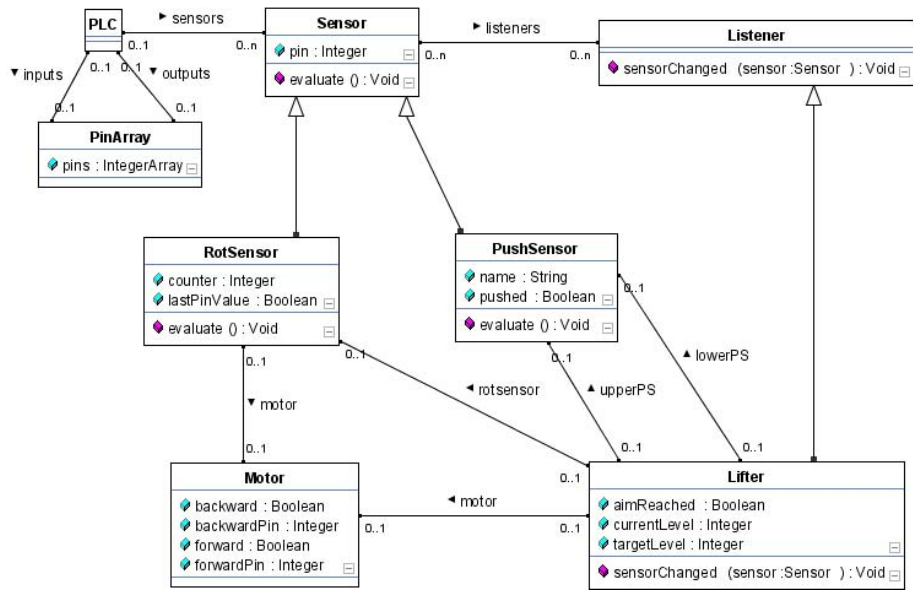 PLC
▶ sensors
0..1
0..n
Sensor
pin : Integer
evaluate () : Void
▶ listeners
0..n
0..n
Listener
sensorChanged (sensor :Sensor ) : Void
▼ inputs
0..1
0..1
▼ outputs
0..1
0..1
PinArray
pins : IntegerArray
RotSensor
counter : Integer
lastPinValue : Boolean
evaluate () : Void
PushSensor
name : String
pushed : Boolean
evaluate () : Void
0..1
0..1
0..1
0..1
▲ lowerPS
◀ rotsensor
▲ upperPS
▼ motor
0..1
0..1
0..1
0..1
Motor
backward : Boolean
backwardPin : Integer
forward : Boolean
forwardPin : Integer
◀ motor
0..1
0..1
Lifter
aimReached : Boolean
currentLevel : Integer
targetLevel : Integer
sensorChanged (sensor :Sensor ) : Void